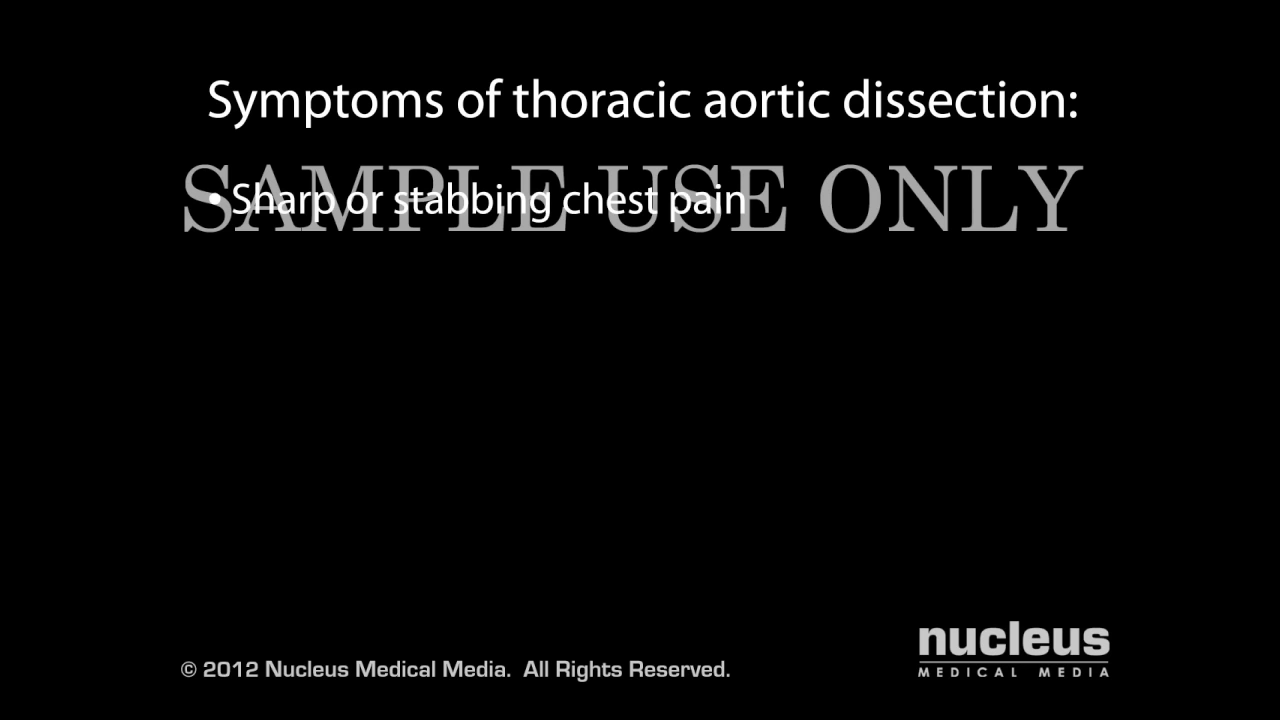 Symptoms of thoracic aortic dissection:
SAMPLE USE ONLY
• Sharp or stabbing chest pain
nucleus
MEDICAL MEDIA
© 2012 Nucleus Medical Media. All Rights Reserved.